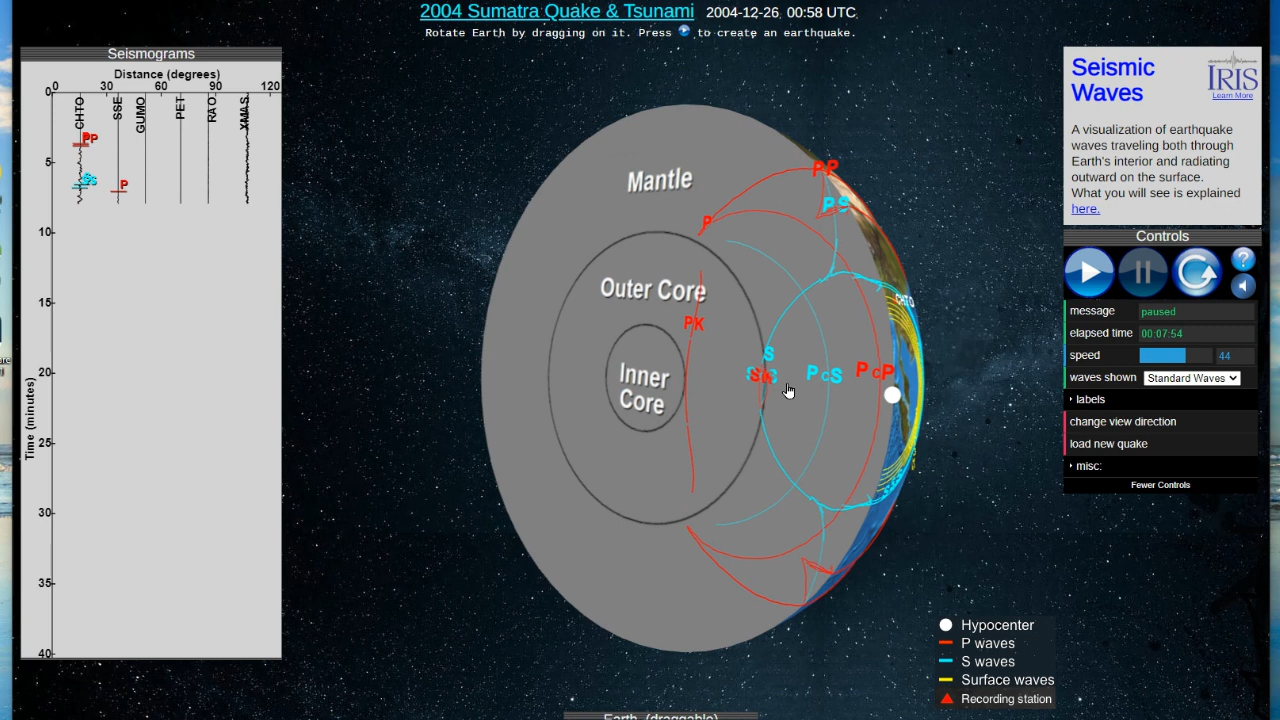 2004 Sumatra Quake & Tsunami 2004-12-26, 00:58 UTC
Rotate Earth by dragging on it. Press to create an earthquake.
Seismograms
Distance (degrees)
0 30 60 90 120
CHTO SSE GUMO PET RAO XMAS
0
5
10
15
20
25
30
35
40
Time (minutes)
PP
P
Mantle
Outer Core
Inner
Core
PP
PS
P
PK
S
SK
PcS
PcP
CHTO
Seismic
Waves
IRIS
Learn More
A visualization of earthquake
waves traveling both through
Earth's interior and radiating
outward on the surface.
What you will see is explained
here.
Controls
?
message paused
elapsed time 00:07:54
speed 44
waves shown Standard Waves
labels
change view direction
load new quake
misc:
Fewer Controls
Hypocenter
P waves
S waves
Surface waves
Recording station
Earth (draggable)